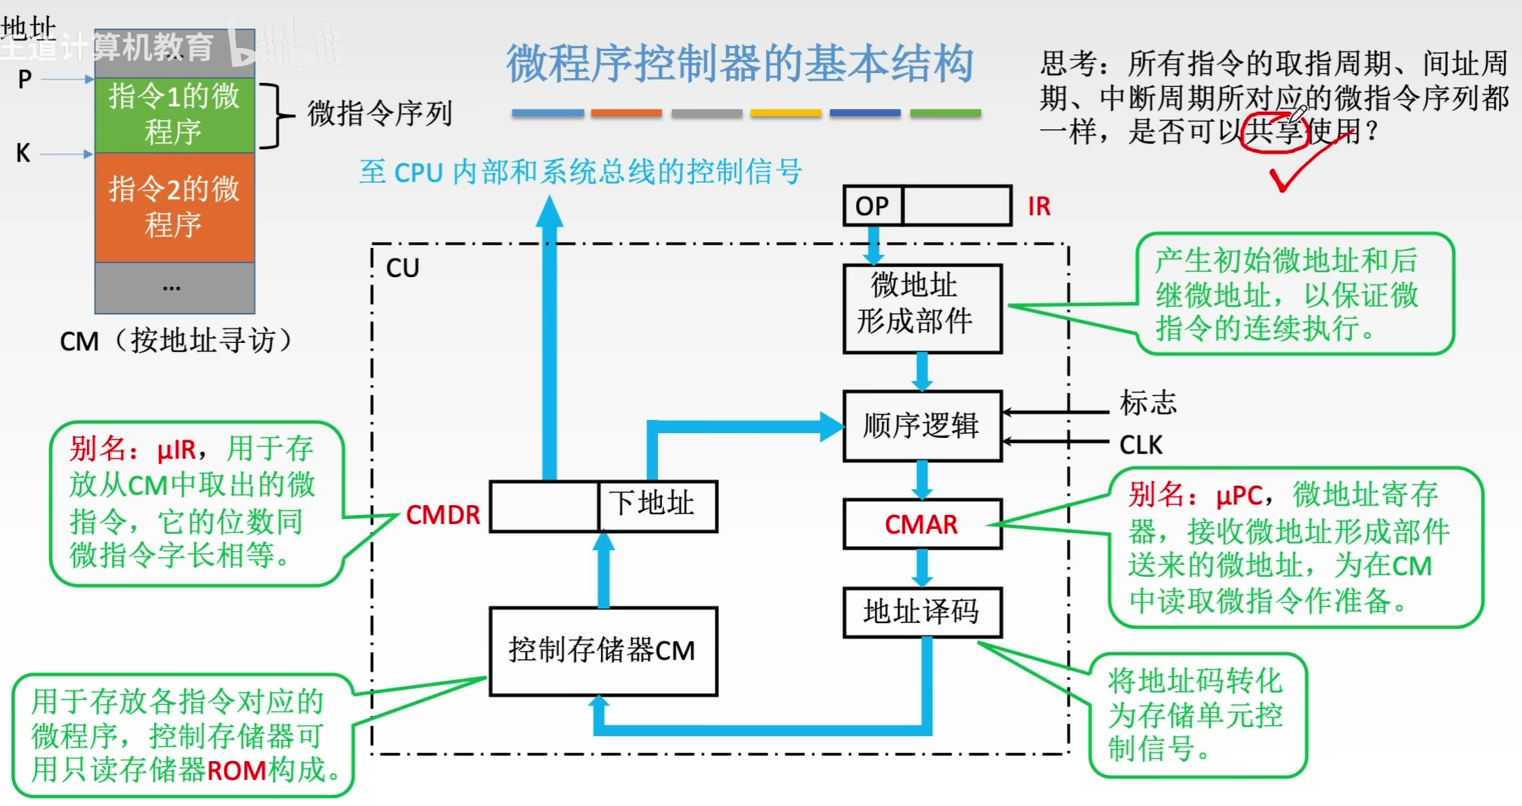 地址
王道计算机教育 bilibili
...
P
指令1的微
程序
微指令序列
K
指令2的微
程序
...
CM（按地址寻访）
微程序控制器的基本结构
思考：所有指令的取指周期、间址周
期、中断周期所对应的微指令序列都
一样，是否可以共享使用？
至 CPU 内部和系统总线的控制信号
OP
IR
CU
微地址
形成部件
产生初始微地址和后
继微地址，以保证微
指令的连续执行。
顺序逻辑
标志
CLK
别名：μIR，用于存
放从CM中取出的微
指令，它的位数同
微指令字长相等。
CMDR
下地址
CMAR
别名：μPC，微地址寄存
器，接收微地址形成部件
送来的微地址，为在CM
中读取微指令作准备。
地址译码
控制存储器CM
用于存放各指令对应的
微程序，控制存储器可
用只读存储器ROM构成。
将地址码转化
为存储单元控
制信号。